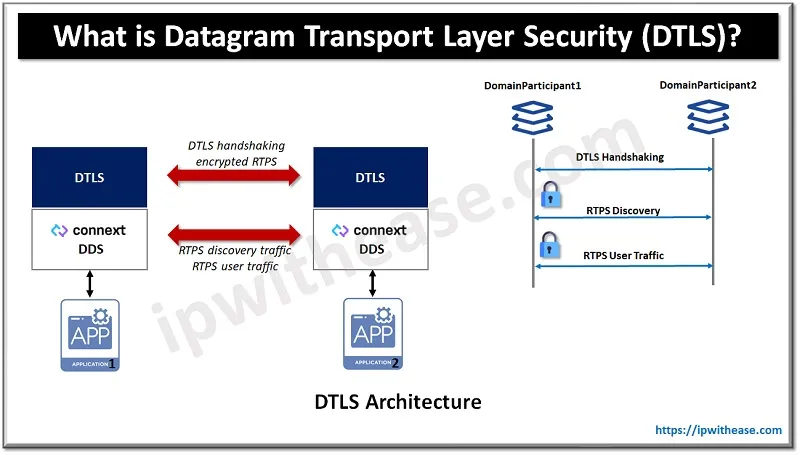 What is Datagram Transport Layer Security (DTLS)?
DomainParticipant1
DomainParticipant2
DTLS handshaking
encrypted RTPS
DTLS
DTLS
DTLS Handshaking
RTPS Discovery
RTPS User Traffic
connext
DDS
connext
DDS
RTPS discovery traffic
RTPS user traffic
APP
APPLICATION 1
APP
APPLICATION 2
ipwithease.com
DTLS Architecture
https://ipwithease.com